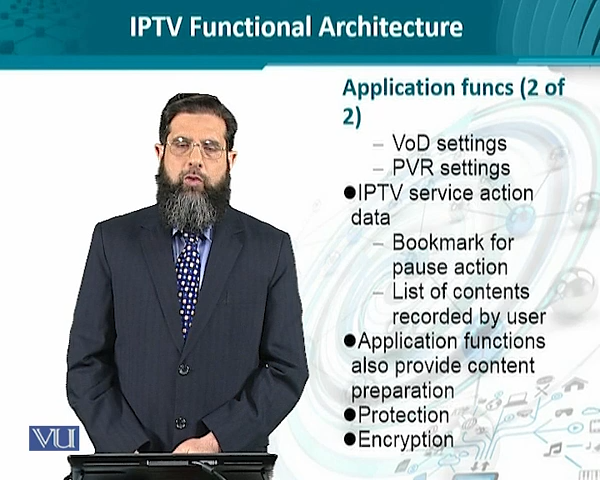 IPTV Functional Architecture
Application funcs (2 of
2)
– VoD settings
– PVR settings
●IPTV service action
data
– Bookmark for
pause action
– List of contents
recorded by user
●Application functions
also provide content
preparation
●Protection
●Encryption
VU